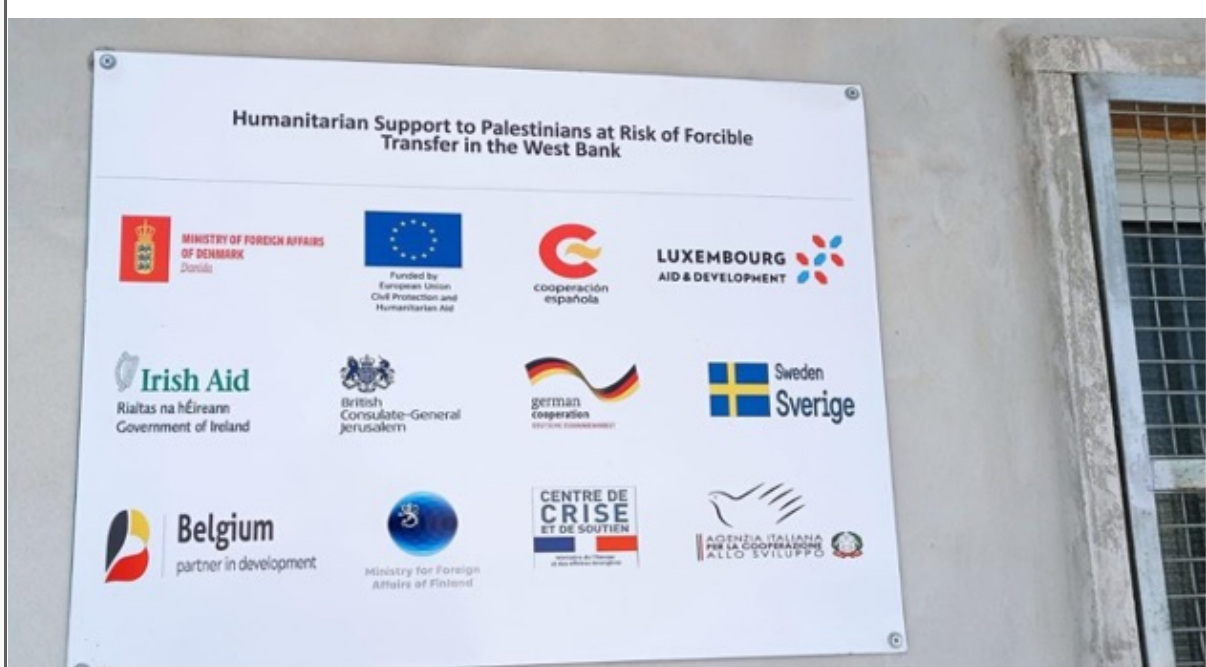 Humanitarian Support to Palestinians at Risk of Forcible
Transfer in the West Bank
MINISTRY OF FOREIGN AFFAIRS
OF DENMARK
Danida
Funded by
European Union
Civil Protection and
Humanitarian Aid
cooperación
española
LUXEMBOURG
AID & DEVELOPMENT
Irish Aid
Rialtas na hÉireann
Government of Ireland
British
Consulate-General
Jerusalem
german
cooperation
DEUTSCHE ZUSAMMENARBEIT
Sweden
Sverige
Belgium
partner in development
Ministry for Foreign
Affairs of Finland
CENTRE DE
CRISE
ET DE SOUTIEN
AGENZIA ITALIANA
PER LA COOPERAZIONE
ALLO SVILUPPO